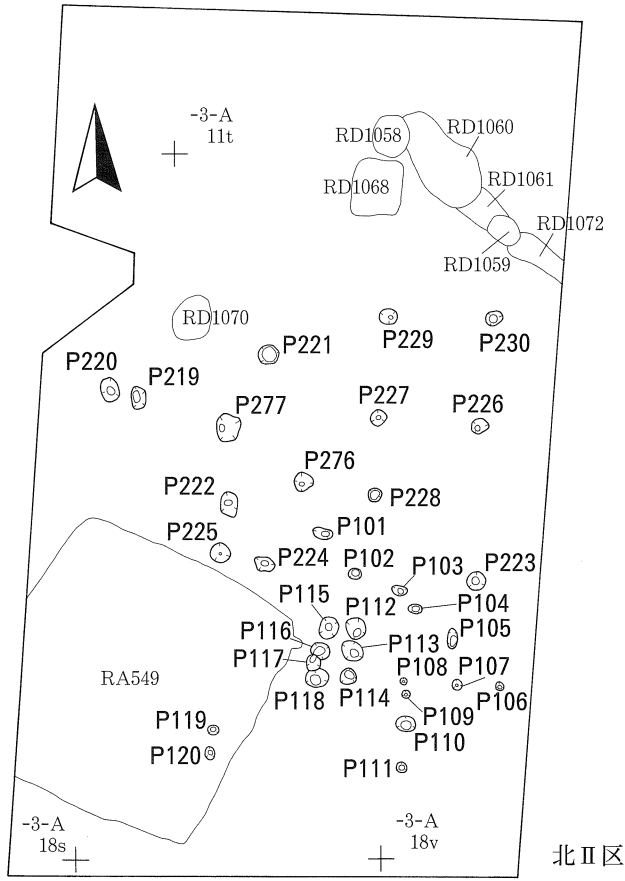 -3-A
11t
RD1058
RD1060
RD1068
RD1061
RD1072
RD1059
RD1070
P221
P229
P230
P220
P219
P277
P227
P226
P276
P222
P228
P225
P101
P224
P102
P103
P223
P115
P112
P104
P116
P113
P105
P117
P108
P107
RA549
P118
P114
P106
P109
P119
P110
P120
P111
-3-A
18s
-3-A
18v
北Ⅱ区